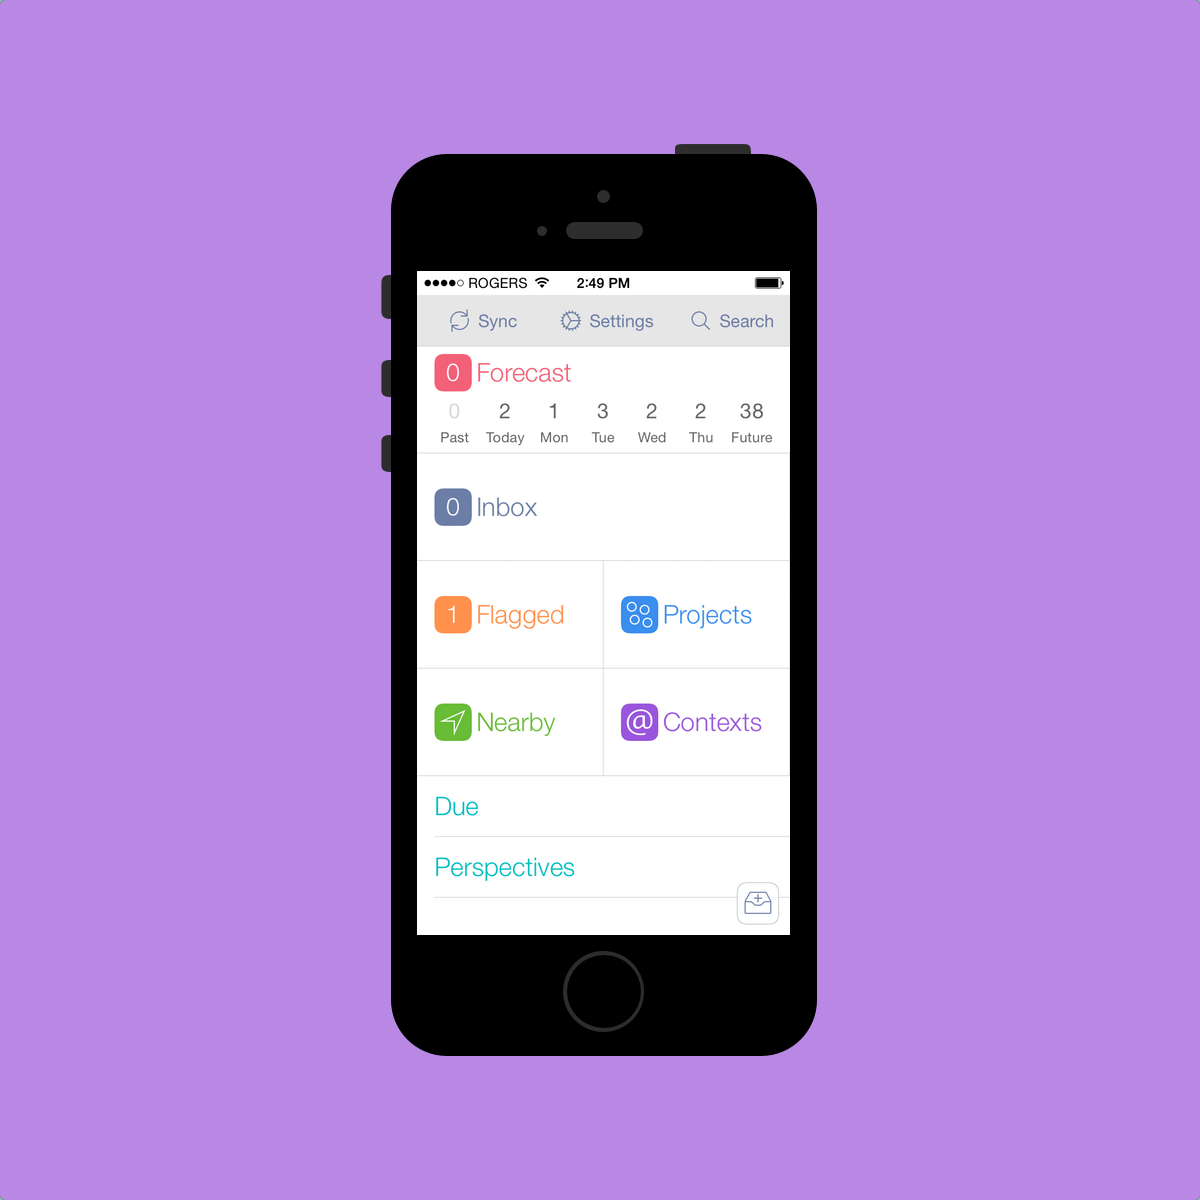 ROGERS 2:49 PM
Sync Settings Search
0 Forecast
0 2 1 3 2 2 38
Past Today Mon Tue Wed Thu Future
0 Inbox
1 Flagged Projects
Nearby @ Contexts
Due
Perspectives